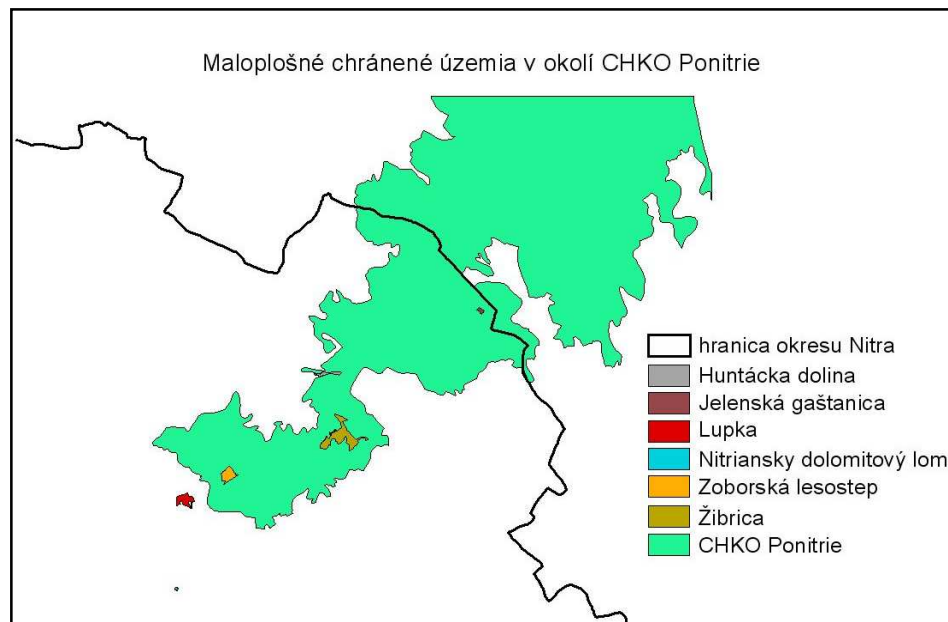 Maloplošné chránené územia v okolí CHKO Ponitrie
hranica okresu Nitra
Huntácka dolina
Jelenská gaštanica
Lupka
Nitriansky dolomitový lom
Zoborská lesostep
Žibrica
CHKO Ponitrie